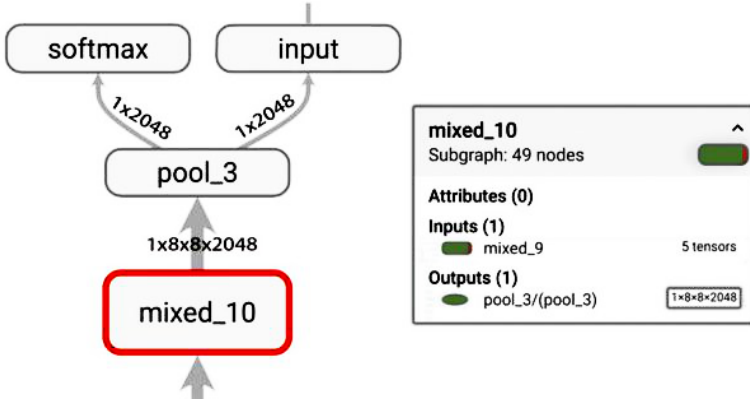 softmax
input
1x2048
1x2048
pool_3
1x8x8x2048
mixed_10
mixed_10
Subgraph: 49 nodes
Attributes (0)
Inputs (1)
mixed_9 5 tensors
Outputs (1)
pool_3/(pool_3) 1×8×8×2048